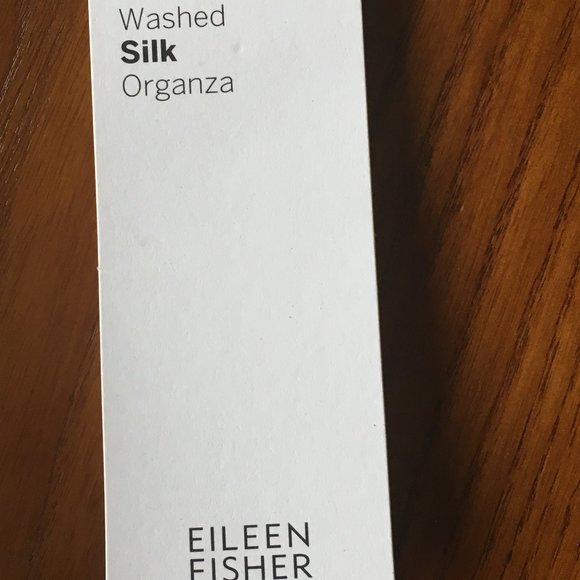 Washed
Silk
Organza
EILEEN
FISHER